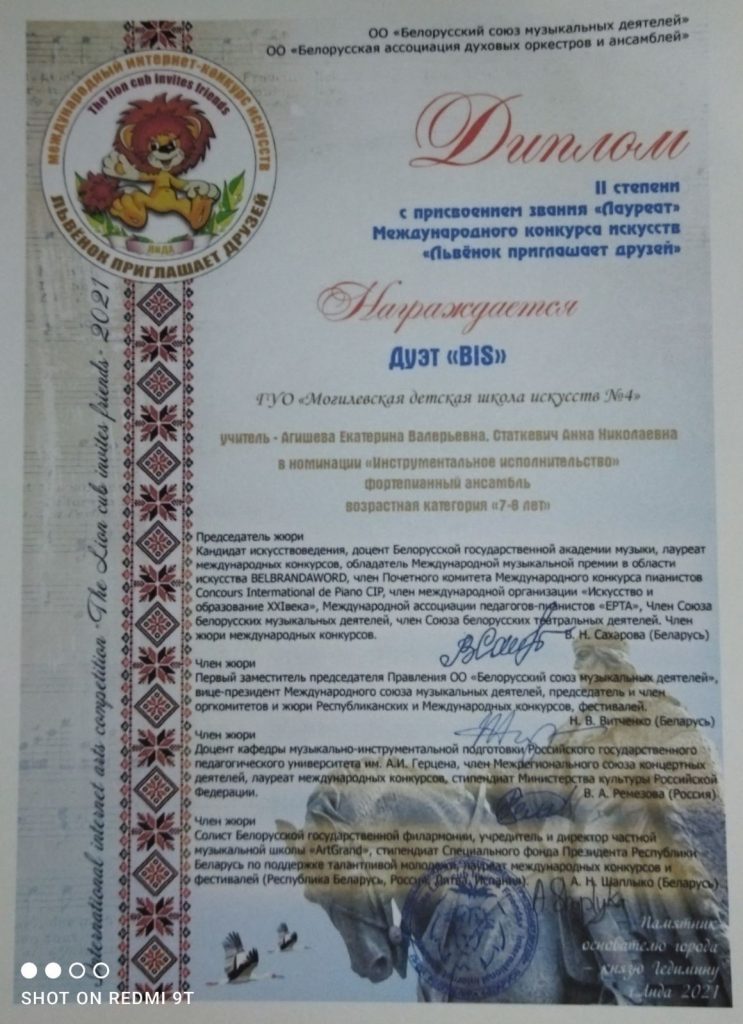 ОО «Белорусский союз музыкальных деятелей»
ОО «Белорусская ассоциация духовых оркестров и ансамблей»
МЕЖДУНАРОДНЫЙ ИНТЕРНЕТ-КОНКУРС ИСКУССТВ
The lion cub invites friends
ЛИДА
ЛЬВЁНОК ПРИГЛАШАЕТ ДРУЗЕЙ
International internet arts competition «The Lion cub invites friends» 2021
Диплом
II степени
с присвоением звания «Лауреат»
Международного конкурса искусств
«Львёнок приглашает друзей»
Награждается
Дуэт «BIS»
ГУО «Могилевская детская школа искусств №4»
учитель - Агишева Екатерина Валерьевна, Статкевич Анна Николаевна
в номинации «Инструментальное исполнительство»
фортепианный ансамбль
возрастная категория «7-8 лет»
Председатель жюри
Кандидат искусствоведения, доцент Белорусской государственной академии музыки, лауреат
международных конкурсов, обладатель Международной музыкальной премии в области
искусства BELBRANDAWORD, член Почетного комитета Международного конкурса пианистов
Concours International de Piano CIP, член международной организации «Искусство и
образование XXIвека», Международной ассоциации педагогов-пианистов «ЕРТА», Член Союза
белорусских музыкальных деятелей, член Союза белорусских театральных деятелей. Член
жюри международных конкурсов.
В. Н. Сахарова (Беларусь)
Член жюри
Первый заместитель председателя Правления ОО «Белорусский союз музыкальных деятелей»,
вице-президент Международного союза музыкальных деятелей, председатель и член
оргкомитетов и жюри Республиканских и Международных конкурсов, фестивалей.
Н. В. Витченко (Беларусь)
Член жюри
Доцент кафедры музыкально-инструментальной подготовки Российского государственного
педагогического университета им. А.И. Герцена, член Межрегионального союза концертных
деятелей, лауреат международных конкурсов, стипендиат Министерства культуры Российской
Федерации.
В. А. Ремезова (Россия)
Член жюри
Солист Белорусской государственной филармонии, учредитель и директор частной
музыкальной школы «ArtGrand», стипендиат Специального фонда Президента Республики
Беларусь по поддержке талантливой молодежи, лауреат международных конкурсов и
фестивалей (Республика Беларусь, Россия, Литва, Испания).
А. Н. Шаплыко (Беларусь)
Памятник
основателю города
– князю Гедимину
г.Лида 2021
SHOT ON REDMI 9T